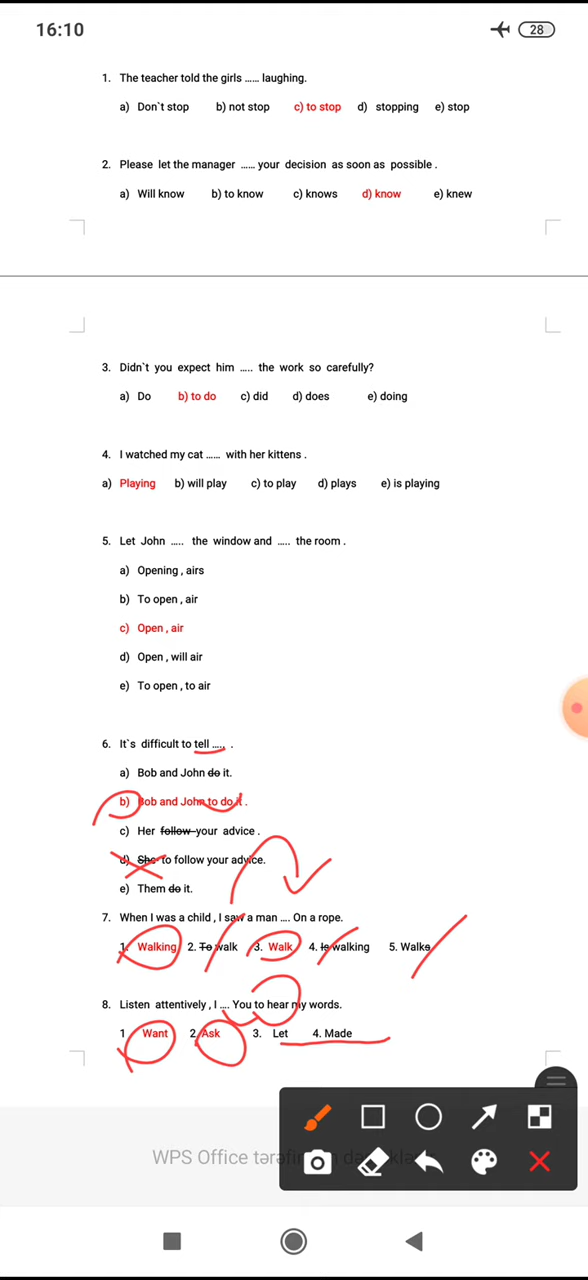 16:10
28
1. The teacher told the girls ...... laughing.
a) Don`t stop b) not stop c) to stop d) stopping e) stop
2. Please let the manager ...... your decision as soon as possible .
a) Will know b) to know c) knows d) know e) knew
3. Didn`t you expect him ..... the work so carefully?
a) Do b) to do c) did d) does e) doing
4. I watched my cat ...... with her kittens .
a) Playing b) will play c) to play d) plays e) is playing
5. Let John ..... the window and ..... the room .
a) Opening , airs
b) To open , air
c) Open , air
d) Open , will air
e) To open , to air
6. It`s difficult to tell ..... .
a) Bob and John do it.
b) Bob and John to do it .
c) Her follow your advice .
d) She to follow your advice.
e) Them do it.
7. When I was a child , I saw a man .... On a rope.
1. Walking 2. To walk 3. Walk 4. Is walking 5. Walks
8. Listen attentively , I .... You to hear my words.
1 Want 2. Ask 3. Let 4. Made
WPS Office